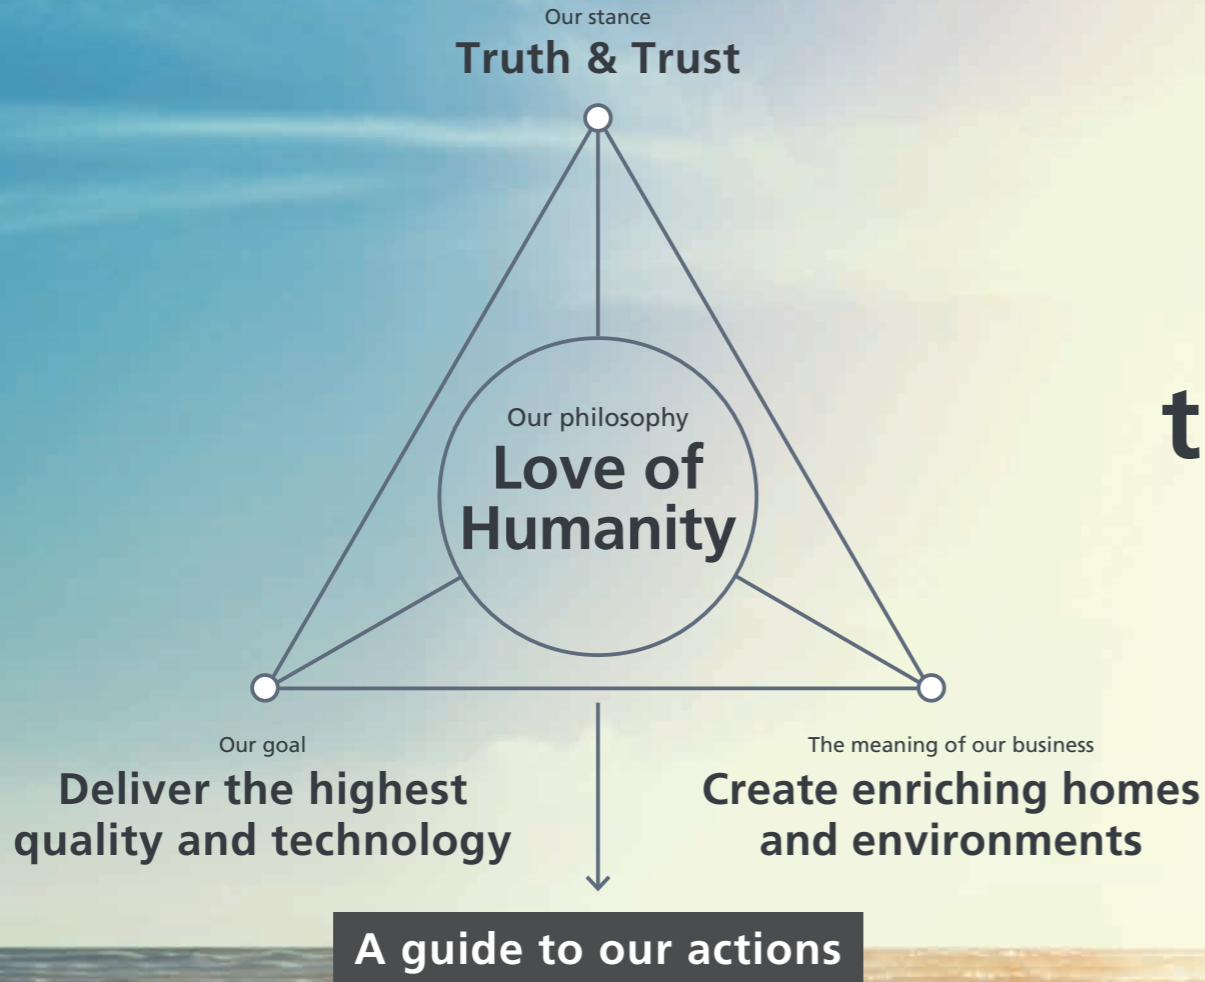 Our stance
Truth & Trust
Our philosophy
Love of
Humanity
t
Our goal
Deliver the highest
quality and technology
The meaning of our business
Create enriching homes
and environments
A guide to our actions